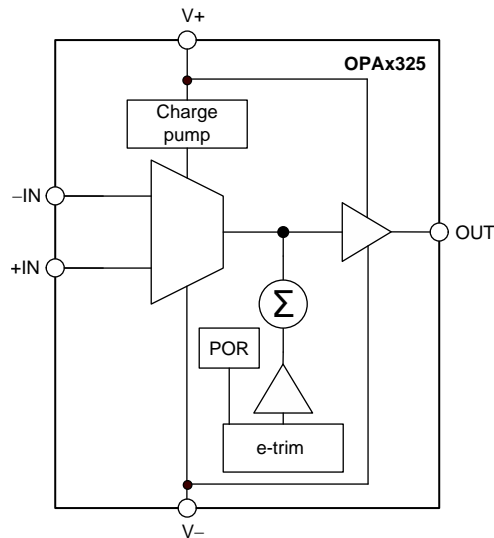 V+
OPAx325
Charge
pump
−IN
+IN
OUT
Σ
POR
e-trim
V−